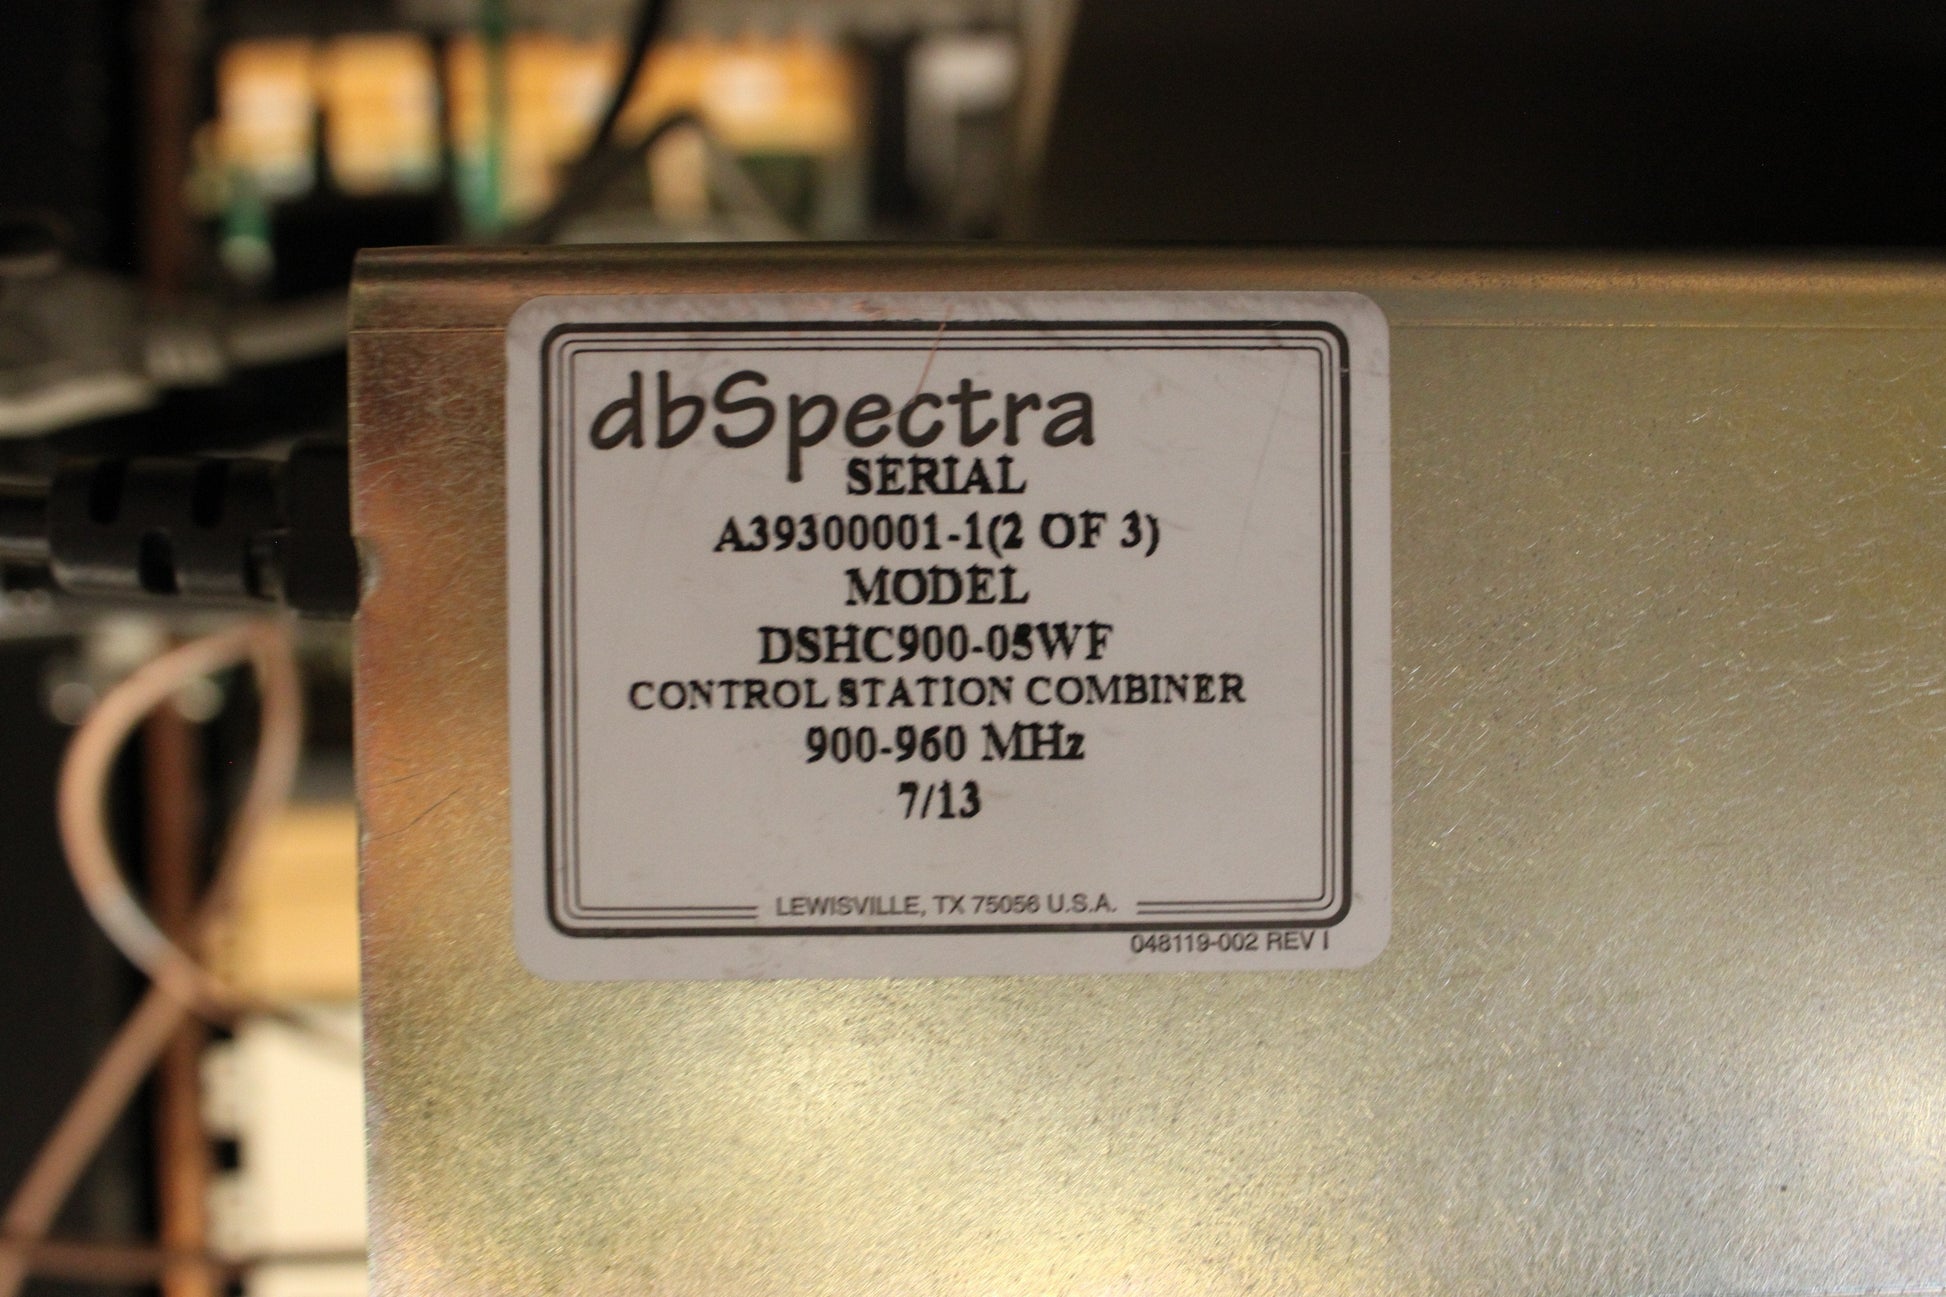 dbSpectra
SERIAL
A39300001-1(2 OF 3)
MODEL
DSHC900-05WF
CONTROL STATION COMBINER
900-960 MHz
7/13
LEWISVILLE, TX 75056 U.S.A.
048119-002 REV I